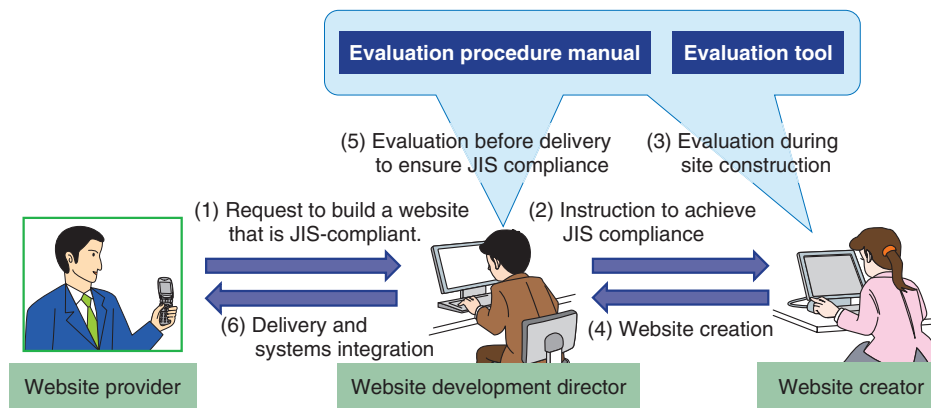 Evaluation procedure manual
Evaluation tool
(5) Evaluation before delivery
to ensure JIS compliance
(3) Evaluation during
site construction
(1) Request to build a website
that is JIS-compliant.
(2) Instruction to achieve
JIS compliance
(6) Delivery and
systems integration
(4) Website creation
Website provider
Website development director
Website creator